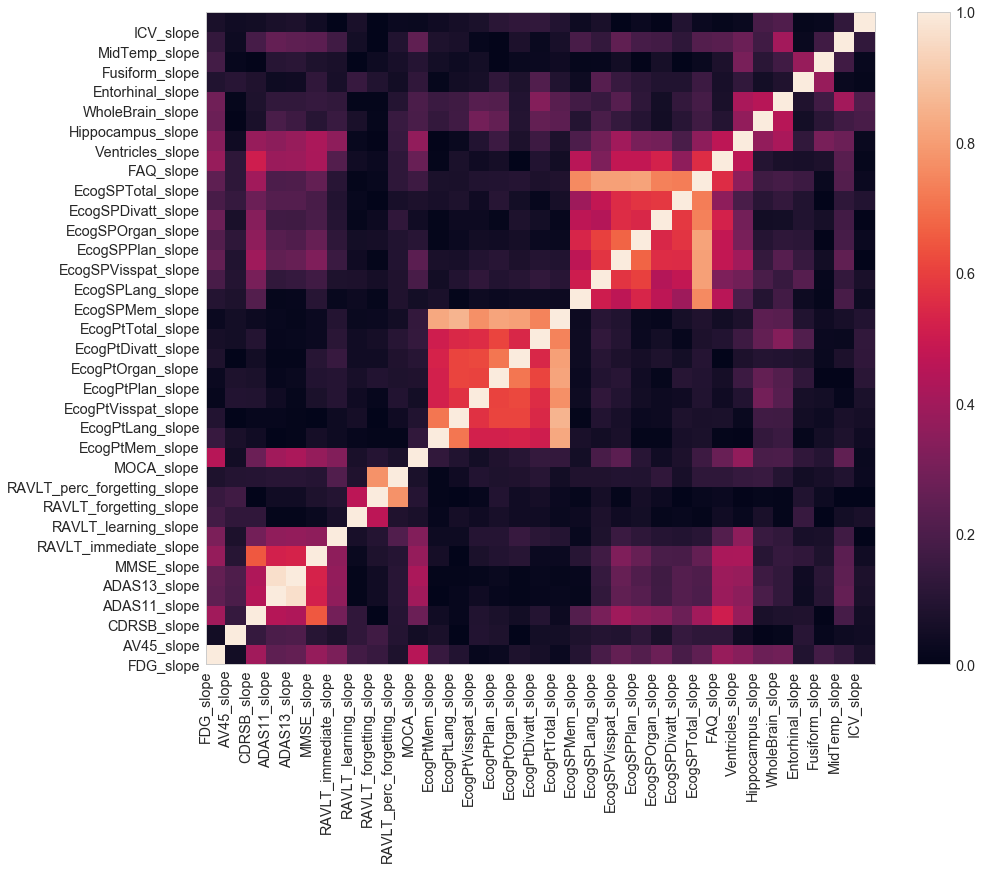 ICV_slope
MidTemp_slope
Fusiform_slope
Entorhinal_slope
WholeBrain_slope
Hippocampus_slope
Ventricles_slope
FAQ_slope
EcogSPTotal_slope
EcogSPDivatt_slope
EcogSPOrgan_slope
EcogSPPlan_slope
EcogSPVisspat_slope
EcogSPLang_slope
EcogSPMem_slope
EcogPtTotal_slope
EcogPtDivatt_slope
EcogPtOrgan_slope
EcogPtPlan_slope
EcogPtVisspat_slope
EcogPtLang_slope
EcogPtMem_slope
MOCA_slope
RAVLT_perc_forgetting_slope
RAVLT_forgetting_slope
RAVLT_learning_slope
RAVLT_immediate_slope
MMSE_slope
ADAS13_slope
ADAS11_slope
CDRSB_slope
AV45_slope
FDG_slope
FDG_slope
AV45_slope
CDRSB_slope
ADAS11_slope
ADAS13_slope
MMSE_slope
RAVLT_immediate_slope
RAVLT_learning_slope
RAVLT_forgetting_slope
RAVLT_perc_forgetting_slope
MOCA_slope
EcogPtMem_slope
EcogPtLang_slope
EcogPtVisspat_slope
EcogPtPlan_slope
EcogPtOrgan_slope
EcogPtDivatt_slope
EcogPtTotal_slope
EcogSPMem_slope
EcogSPLang_slope
EcogSPVisspat_slope
EcogSPPlan_slope
EcogSPOrgan_slope
EcogSPDivatt_slope
EcogSPTotal_slope
FAQ_slope
Ventricles_slope
Hippocampus_slope
WholeBrain_slope
Entorhinal_slope
Fusiform_slope
MidTemp_slope
ICV_slope
1.0
0.8
0.6
0.4
0.2
0.0